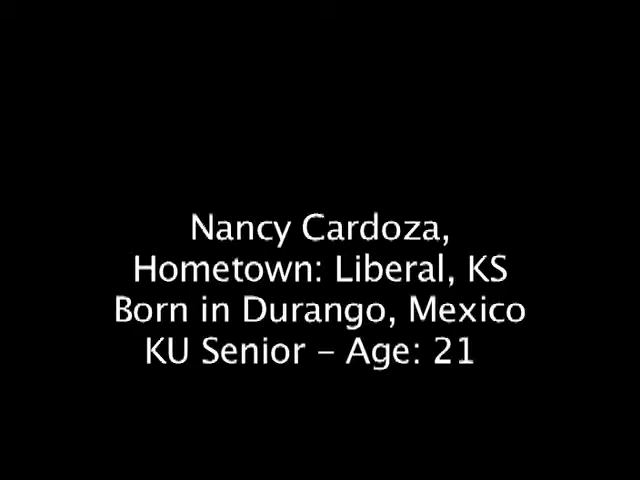 Nancy Cardoza,
Hometown: Liberal, KS
Born in Durango, Mexico
KU Senior – Age: 21